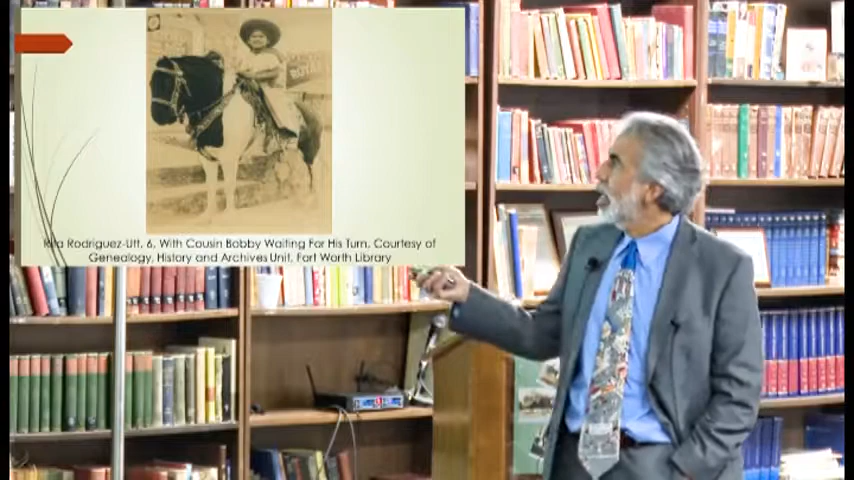 Rita Rodriguez-Utt, 6, With Cousin Bobby Waiting For His Turn, Courtesy of
Genealogy, History and Archives Unit, Fort Worth Library